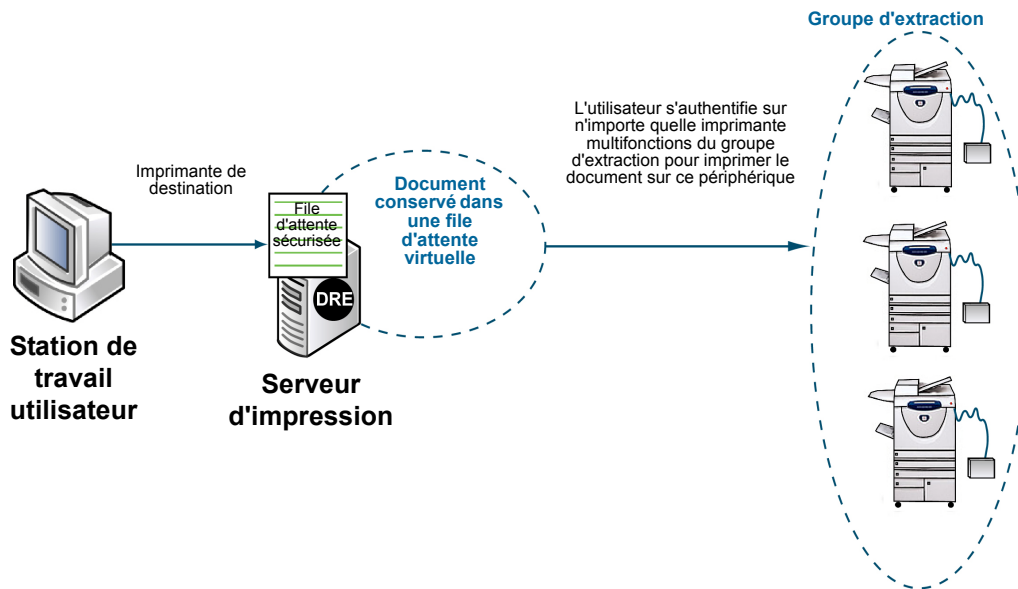 Groupe d'extraction
L'utilisateur s'authentifie sur
n'importe quelle imprimante
multifonctions du groupe
d'extraction pour imprimer le
document sur ce périphérique
Imprimante de
destination
File
d'attente
sécurisée
Document
conservé dans
une file
d'attente
virtuelle
DRE
Station de
travail
utilisateur
Serveur
d'impression